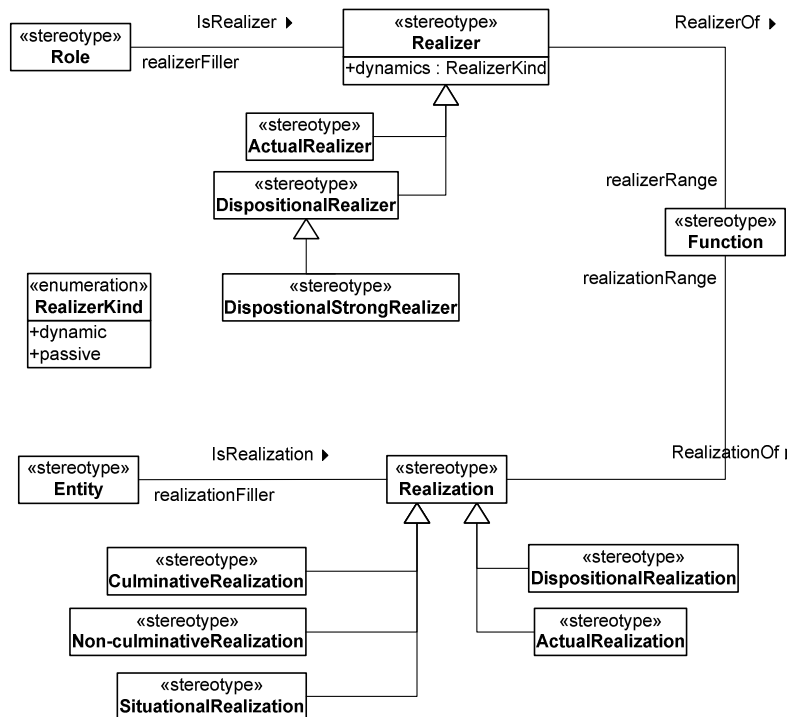 IsRealizer
«stereotype»
Role
realizerFiller
«stereotype»
Realizer
+dynamics : RealizerKind
RealizerOf
«stereotype»
ActualRealizer
«stereotype»
DispositionalRealizer
realizerRange
«stereotype»
Function
realizationRange
«stereotype»
DispostionalStrongRealizer
«enumeration»
RealizerKind
+dynamic
+passive
IsRealization
«stereotype»
Entity
realizationFiller
«stereotype»
Realization
RealizationOf
«stereotype»
CulminativeRealization
«stereotype»
DispositionalRealization
«stereotype»
Non-culminativeRealization
«stereotype»
ActualRealization
«stereotype»
SituationalRealization